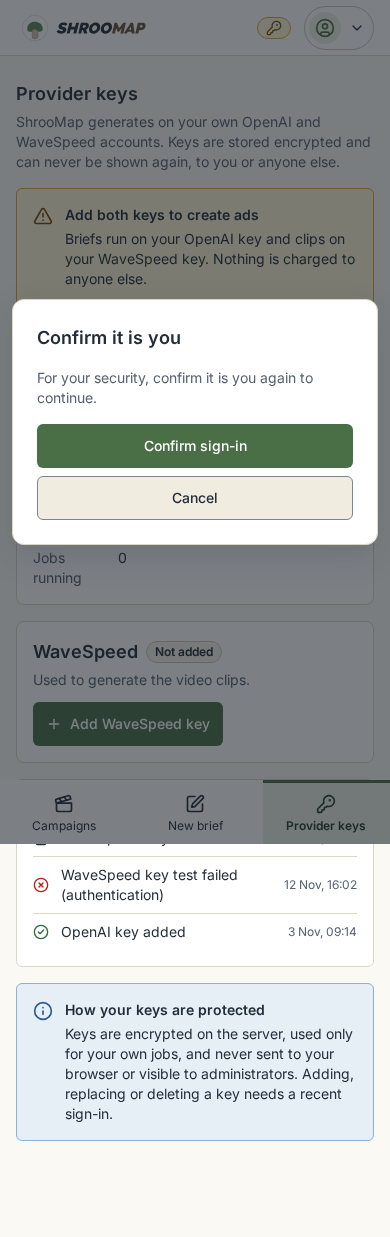 SHROOMAP
Provider keys
ShrooMap generates on your own OpenAI and
WaveSpeed keys. Keys are stored encrypted and
can never be shown again, to you or anyone else.
Add both keys to create ads
Briefs run on your OpenAI key and clips on
your WaveSpeed key. Nothing is charged to
anyone else.
Confirm it is you
For your security, confirm it is you again to
continue.
Confirm sign-in
Cancel
Jobs 0
running
WaveSpeed Not added
Used to generate the video clips.
Add WaveSpeed key
Campaigns New brief Provider keys
WaveSpeed key test failed
(authentication) 12 Nov, 16:02
OpenAI key added 3 Nov, 09:14
How your keys are protected
Keys are encrypted on the server, used only
for your own jobs, and never sent to your
browser or visible to administrators. Adding,
replacing or deleting a key needs a recent
sign-in.